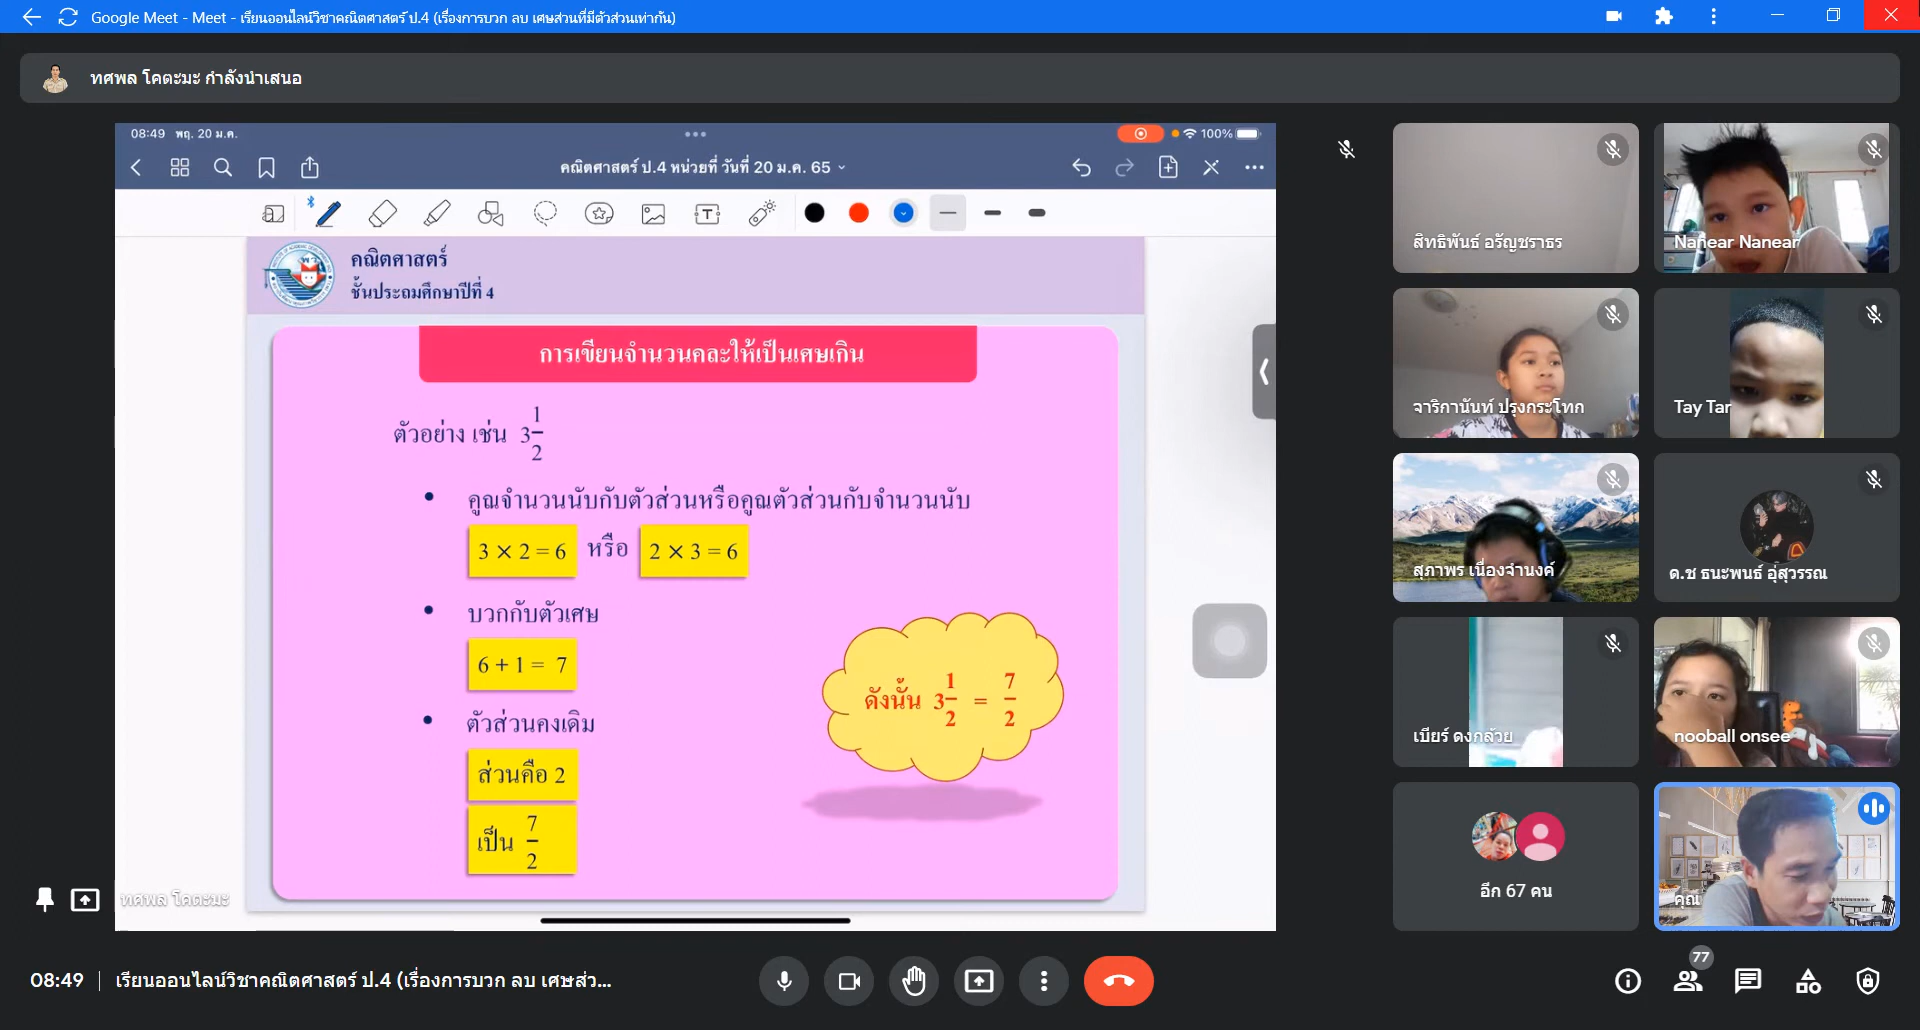 Google Meet - Meet - เรียนออนไลน์วิชาคณิตศาสตร์ ป.4 (เรื่องการบวก ลบ เศษส่วนที่มีตัวส่วนเท่ากัน)
ทศพล โคตะมะ กำลังนำเสนอ
08:49 พฤ. 20 ม.ค.
100%
คณิตศาสตร์ ป.4 หน่วยที่ วันที่ 20 ม.ค. 65
คณิตศาสตร์
ชั้นประถมศึกษาปีที่ 4
การเขียนจำนวนคละให้เป็นเศษเกิน
ตัวอย่าง เช่น 3 1/2
• คูณจำนวนนับกับตัวส่วนหรือคูณตัวส่วนกับจำนวนนับ
3 × 2 = 6 หรือ 2 × 3 = 6
• บวกกับตัวเศษ
6 + 1 = 7
• ตัวส่วนคงเดิม
ส่วนคือ 2
เป็น 7/2
ดังนั้น 3 1/2 = 7/2
ทศพล โคตะมะ
สิทธิพันธ์ อรัญชราธร
Nanear Nanear
จาริกานันท์ ปรุงกระโทก
Tay Tar
สุภาพร เนื่องจำนงค์
ด.ช ธนะพนธ์ อุ่สุวรรณ
เบียร์ ดงกล้วย
nooball onsee
อีก 67 คน
คุณ
08:49 | เรียนออนไลน์วิชาคณิตศาสตร์ ป.4 (เรื่องการบวก ลบ เศษส่ว...
77